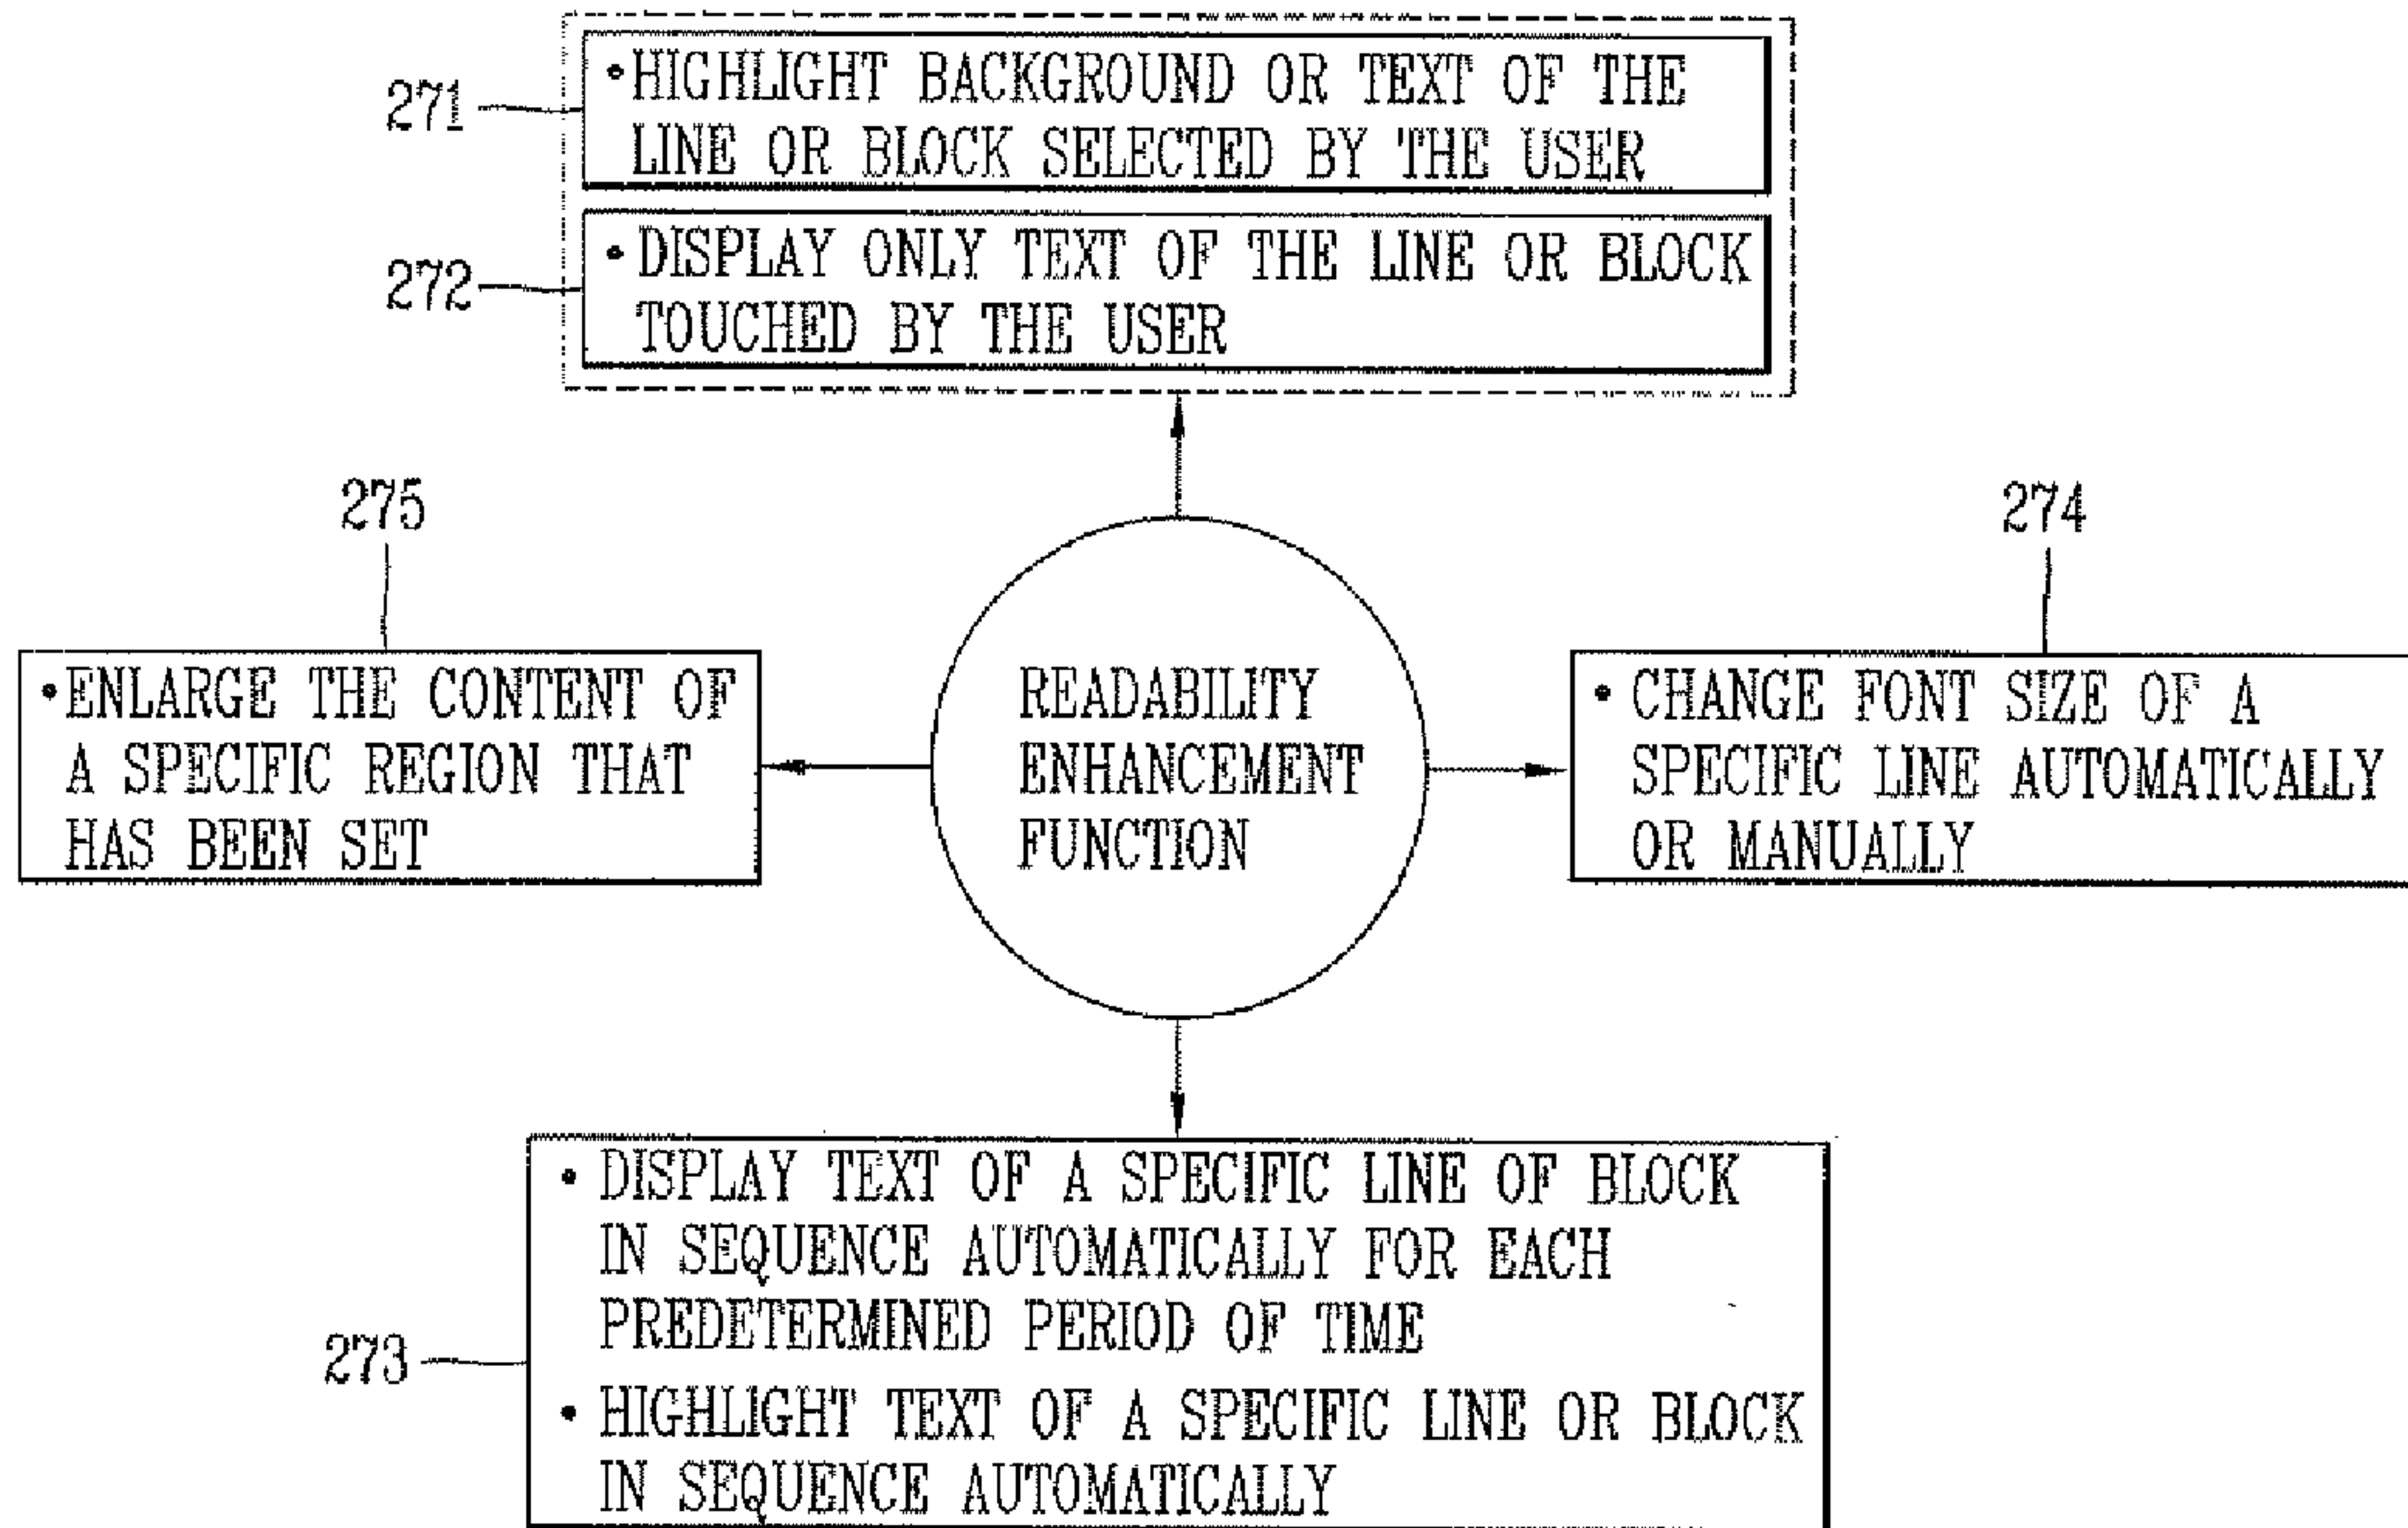 271
•HIGHLIGHT BACKGROUND OR TEXT OF THE
LINE OR BLOCK SELECTED BY THE USER
272
• DISPLAY ONLY TEXT OF THE LINE OR BLOCK
TOUCHED BY THE USER
275
•ENLARGE THE CONTENT OF
A SPECIFIC REGION THAT
HAS BEEN SET
READABILITY
ENHANCEMENT
FUNCTION
274
• CHANGE FONT SIZE OF A
SPECIFIC LINE AUTOMATICALLY
OR MANUALLY
273
• DISPLAY TEXT OF A SPECIFIC LINE OF BLOCK
IN SEQUENCE AUTOMATICALLY FOR EACH
PREDETERMINED PERIOD OF TIME
• HIGHLIGHT TEXT OF A SPECIFIC LINE OR BLOCK
IN SEQUENCE AUTOMATICALLY